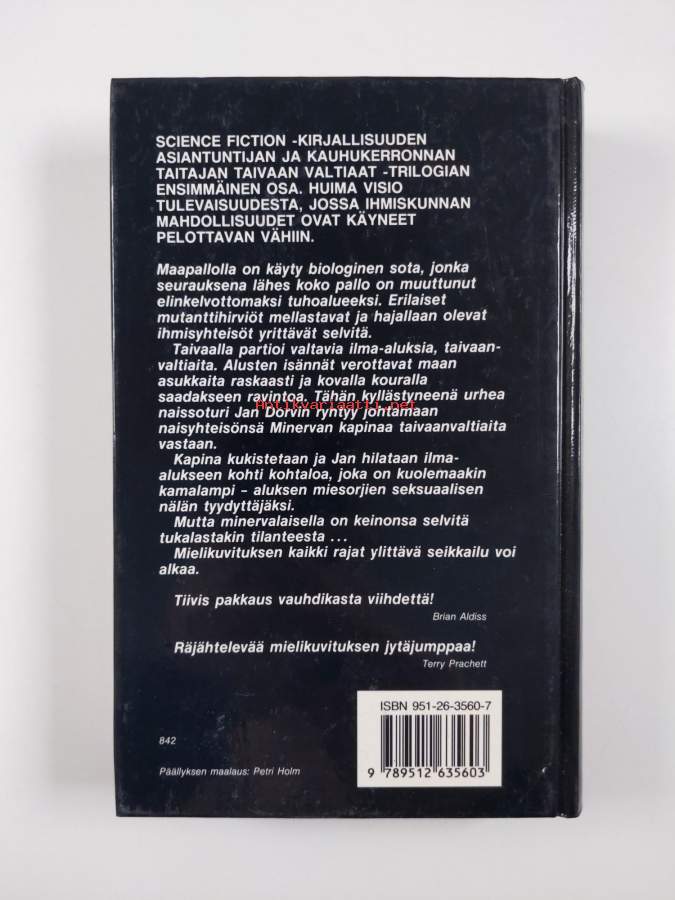 SCIENCE FICTION -KIRJALLISUUDEN
ASIANTUNTIJAN JA KAUHUKERRONNAN
TAITAJAN TAIVAAN VALTIAAT -TRILOGIAN
ENSIMMÄINEN OSA. HUIMA VISIO
TULEVAISUUDESTA, JOSSA IHMISKUNNAN
MAHDOLLISUUDET OVAT KÄYNEET
PELOTTAVAN VÄHIIN.
Maapallolla on käyty biologinen sota, jonka
seurauksena lähes koko pallo on muuttunut
elinkelvottomaksi tuhoalueeksi. Erilaiset
mutanttihirviöt mellastavat ja hajallaan olevat
ihmisyhteisöt yrittävät selvitä.
Taivaalla partioi valtavia ilma-aluksia, taivaan-
valtiaita. Alusten isännät verottavat maan
asukkaita raskaasti ja kovalla kouralla
saadakseen ravintoa. Tähän kyllästyneenä urhea
Antikvariaatti.net
naissoturi Jan Dorvin ryntyy johtamaan
naisyhteisönsä Minervan kapinaa taivaanvaltiaita
vastaan.
Kapina kukistetaan ja Jan hilataan ilma-
alukseen kohti kohtaloa, joka on kuolemaakin
kamalampi – aluksen miesorjien seksuaalisen
nälän tyydyttäjäksi.
Mutta minervalaisella on keinonsa selvitä
tukalastakin tilanteesta ...
Mielikuvituksen kaikki rajat ylittävä seikkailu voi
alkaa.
Tiivis pakkaus vauhdikasta viihdettä!
Brian Aldiss
Räjähtelevää mielikuvituksen jytäjumppaa!
Terry Prachett
ISBN 951-26-3560-7
842
Päällyksen maalaus: Petri Holm
9 789512 635603